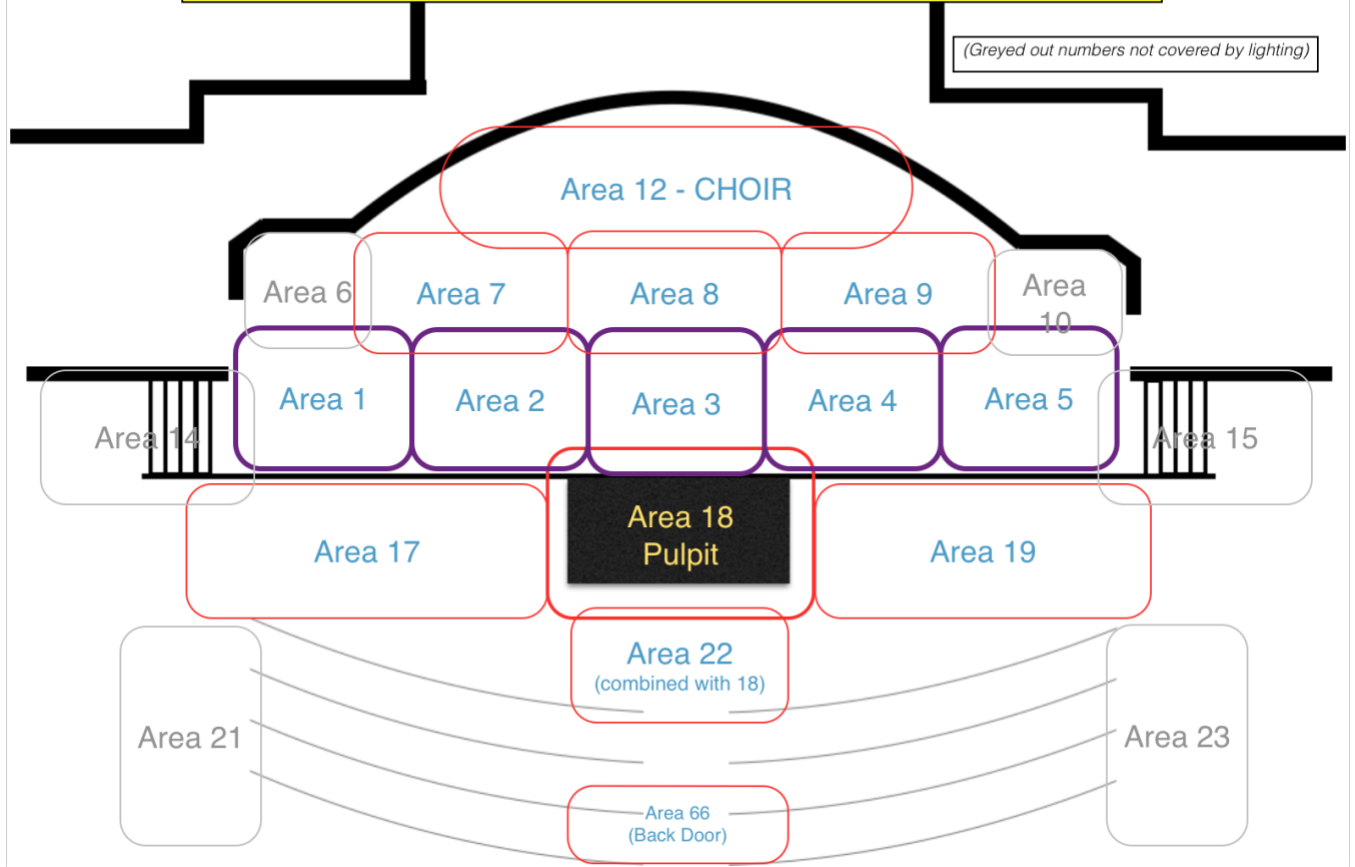 (Greyed out numbers not covered by lighting)
Area 12 - CHOIR
Area 6
Area 7
Area 8
Area 9
Area
10
Area 1
Area 2
Area 3
Area 4
Area 5
Area 14
Area 15
Area 17
Area 18
Pulpit
Area 19
Area 22
(combined with 18)
Area 21
Area 23
Area 66
(Back Door)